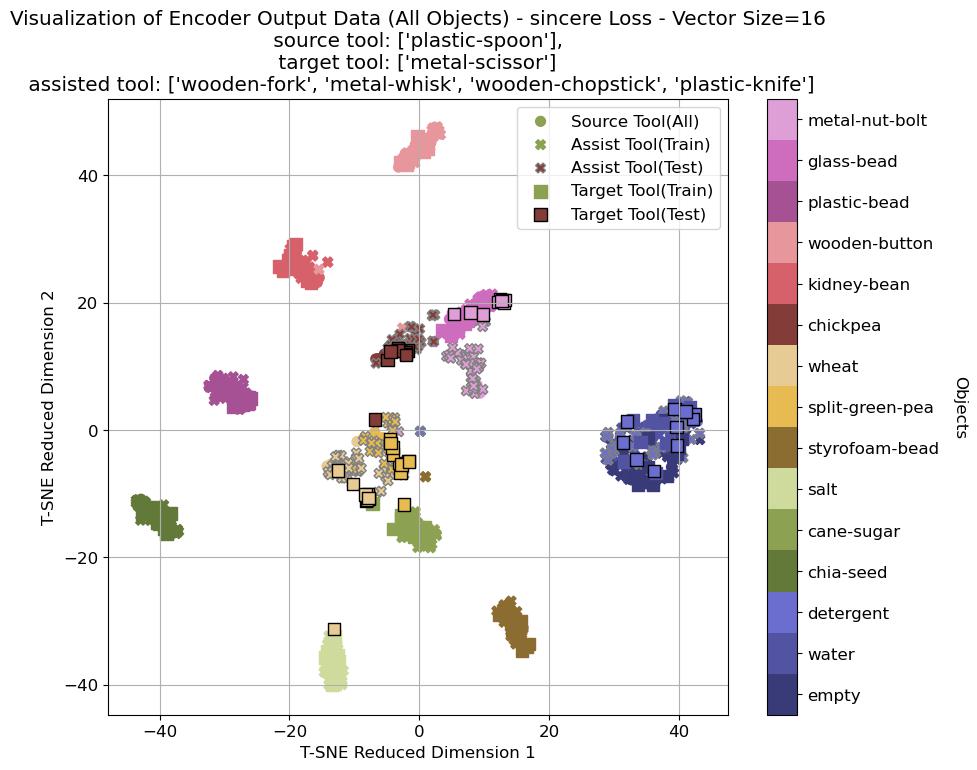 Visualization of Encoder Output Data (All Objects) - sincere Loss - Vector Size=16
source tool: ['plastic-spoon'],
target tool: ['metal-scissor']
assisted tool: ['wooden-fork', 'metal-whisk', 'wooden-chopstick', 'plastic-knife']
Source Tool(All)
Assist Tool(Train)
Assist Tool(Test)
Target Tool(Train)
Target Tool(Test)
T-SNE Reduced Dimension 2
40
20
0
−20
−40
−40
−20
0
20
40
T-SNE Reduced Dimension 1
metal-nut-bolt
glass-bead
plastic-bead
wooden-button
kidney-bean
chickpea
wheat
split-green-pea
styrofoam-bead
salt
cane-sugar
chia-seed
detergent
water
empty
Objects